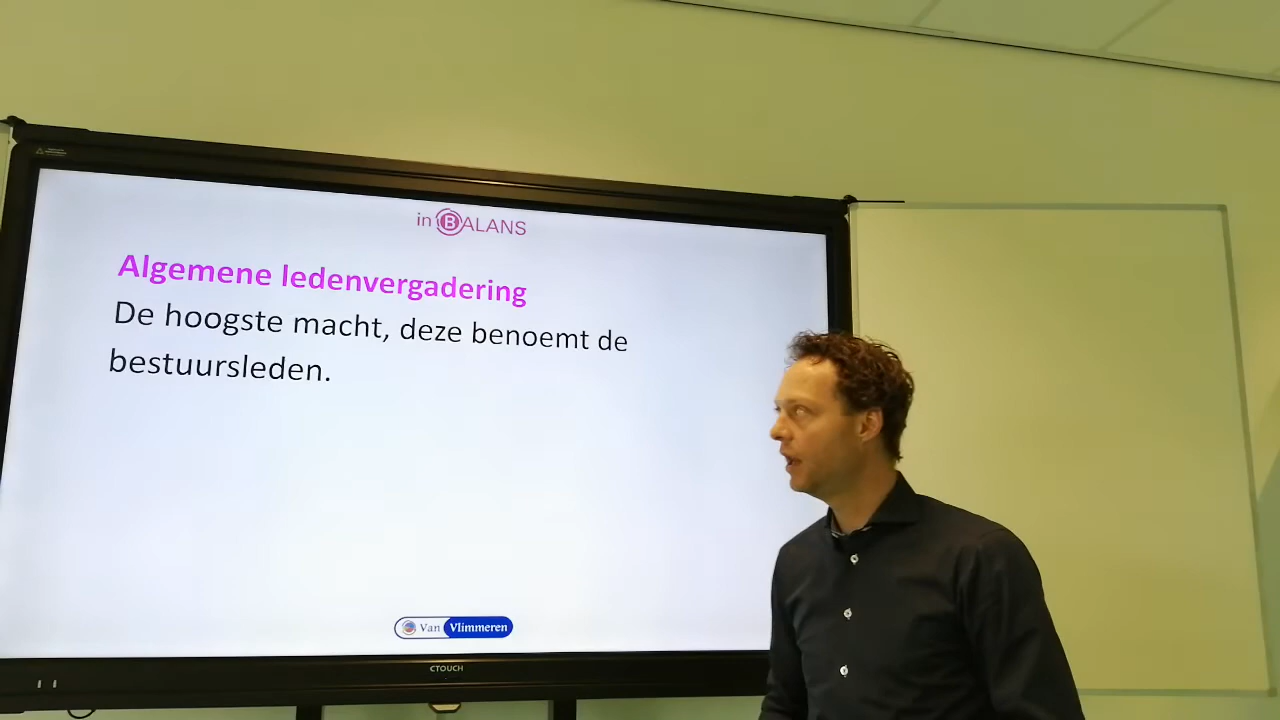 in BALANS
Algemene ledenvergadering
De hoogste macht, deze benoemt de
bestuursleden.
Van Vlimmeren
CTOUCH